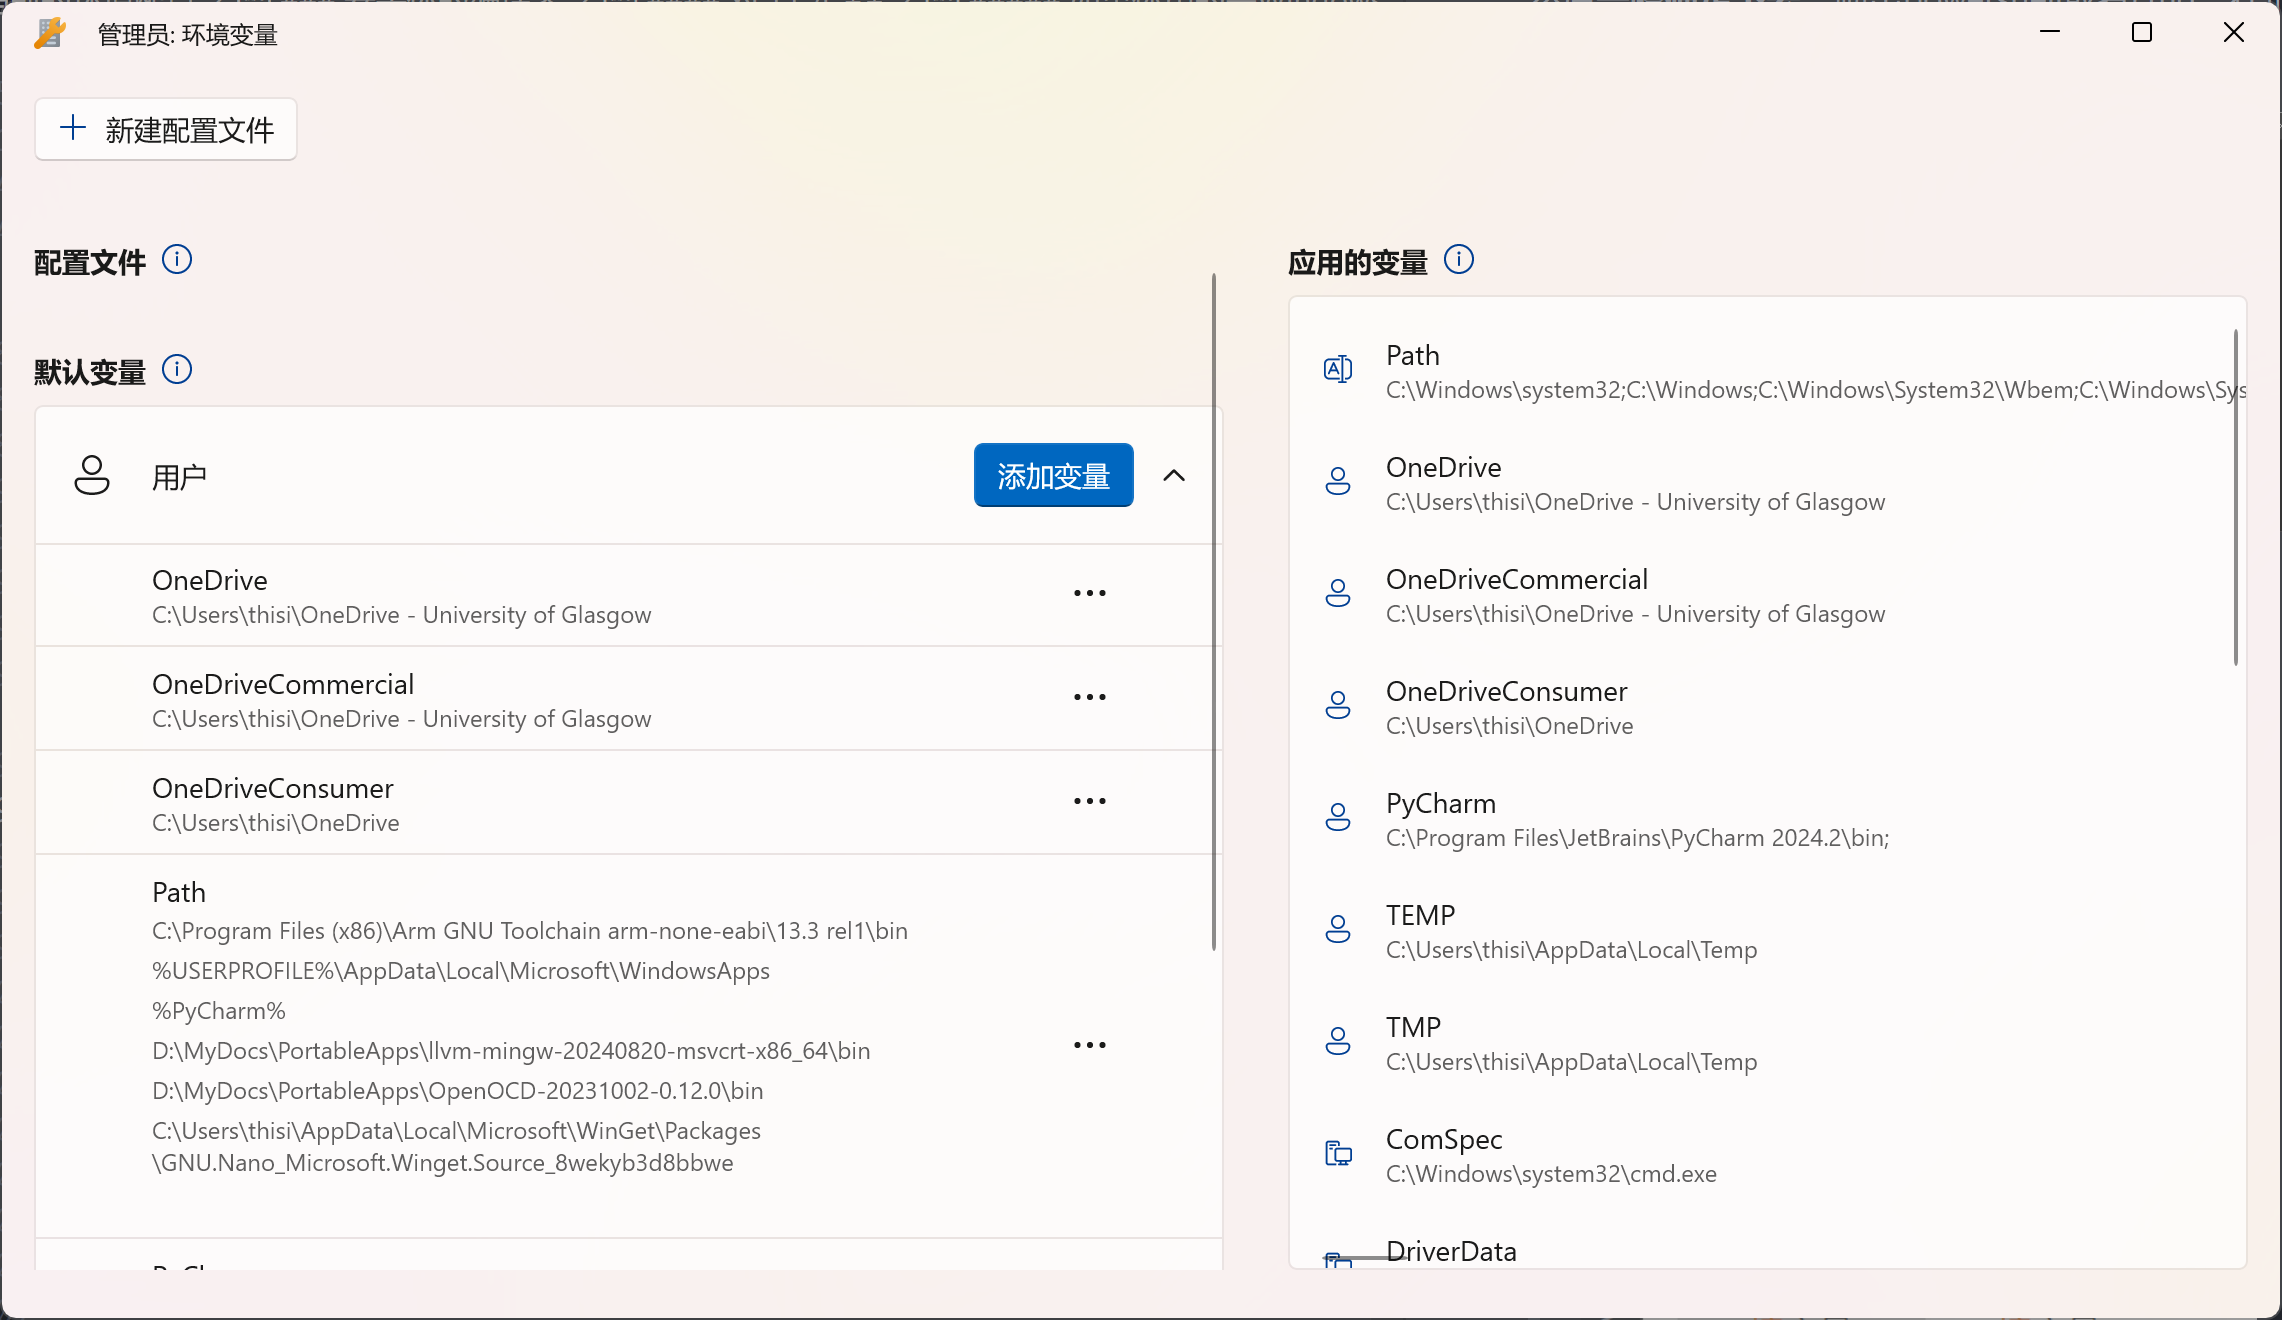 管理员: 环境变量
新建配置文件
配置文件
默认变量
用户
添加变量
OneDrive
C:\Users\thisi\OneDrive - University of Glasgow
OneDriveCommercial
C:\Users\thisi\OneDrive - University of Glasgow
OneDriveConsumer
C:\Users\thisi\OneDrive
Path
C:\Program Files (x86)\Arm GNU Toolchain arm-none-eabi\13.3 rel1\bin
%USERPROFILE%\AppData\Local\Microsoft\WindowsApps
%PyCharm%
D:\MyDocs\PortableApps\llvm-mingw-20240820-msvcrt-x86_64\bin
D:\MyDocs\PortableApps\OpenOCD-20231002-0.12.0\bin
C:\Users\thisi\AppData\Local\Microsoft\WinGet\Packages
\GNU.Nano_Microsoft.Winget.Source_8wekyb3d8bbwe
应用的变量
Path
C:\Windows\system32;C:\Windows;C:\Windows\System32\Wbem;C:\Windows\Sys
OneDrive
C:\Users\thisi\OneDrive - University of Glasgow
OneDriveCommercial
C:\Users\thisi\OneDrive - University of Glasgow
OneDriveConsumer
C:\Users\thisi\OneDrive
PyCharm
C:\Program Files\JetBrains\PyCharm 2024.2\bin;
TEMP
C:\Users\thisi\AppData\Local\Temp
TMP
C:\Users\thisi\AppData\Local\Temp
ComSpec
C:\Windows\system32\cmd.exe
DriverData